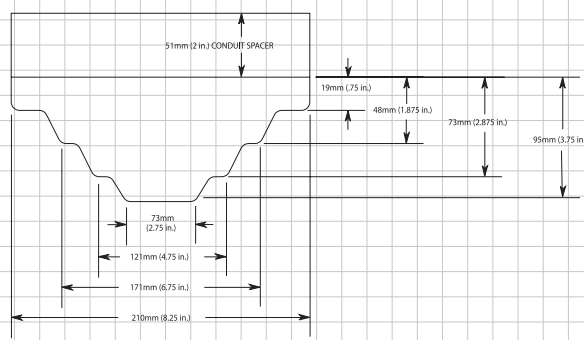 51mm (2 in.) CONDUIT SPACER
19mm (.75 in.)
48mm (1.875 in.)
73mm (2.875 in.)
95mm (3.75 in
73mm
(2.75 in.)
121mm (4.75 in.)
171mm (6.75 in.)
210mm (8.25 in.)